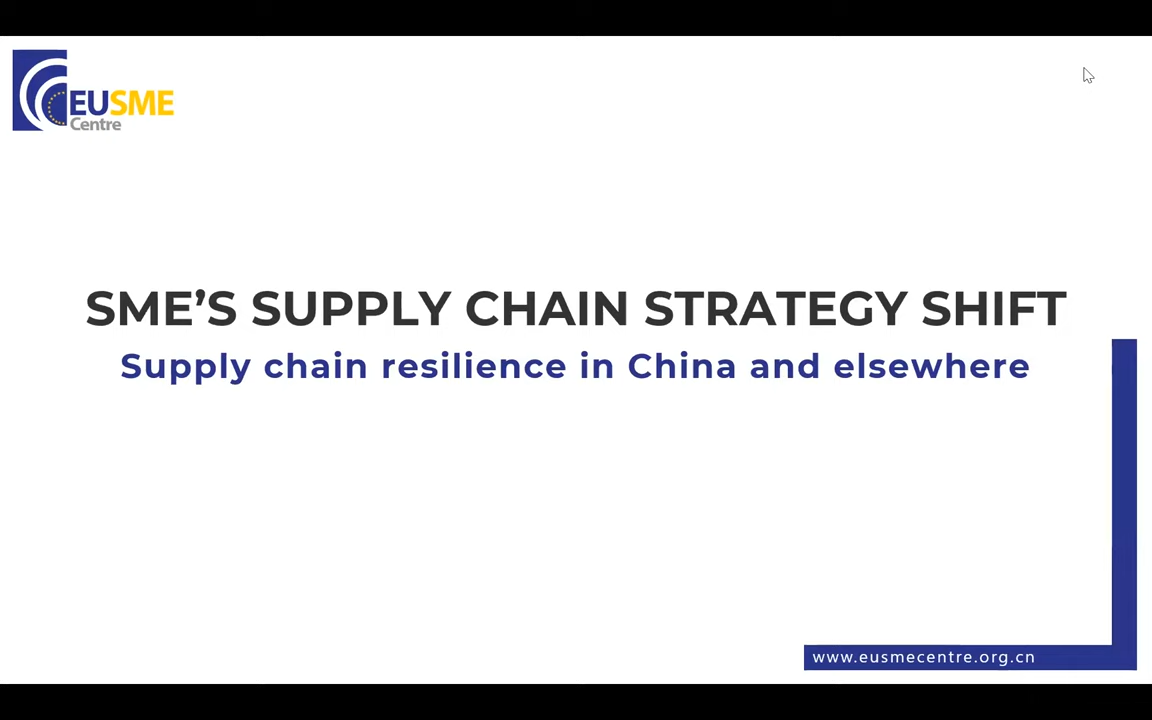 EUSME
Centre
SME’S SUPPLY CHAIN STRATEGY SHIFT
Supply chain resilience in China and elsewhere
www.eusmecentre.org.cn